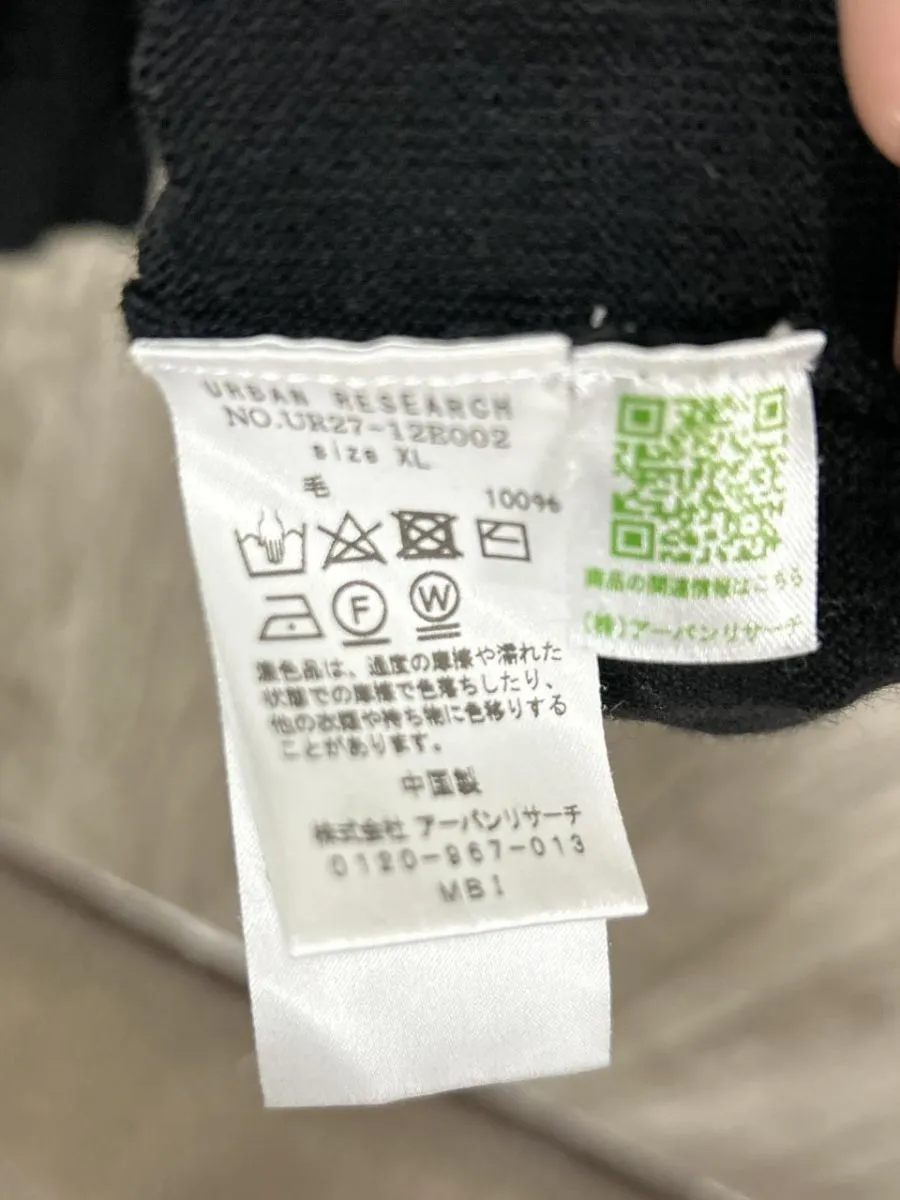 URBAN RESEARCH
NO.UR27-12E002
size XL
毛 100%
F
W
濃色品は、過度の摩擦や濡れた
状態での摩擦で色落ちしたり、
他の衣類や持ち物に色移りする
ことがあります。
中国製
株式会社 アーバンリサーチ
0120-967-013
MBI
商品の関連情報はこちら
(株)アーバンリサーチ